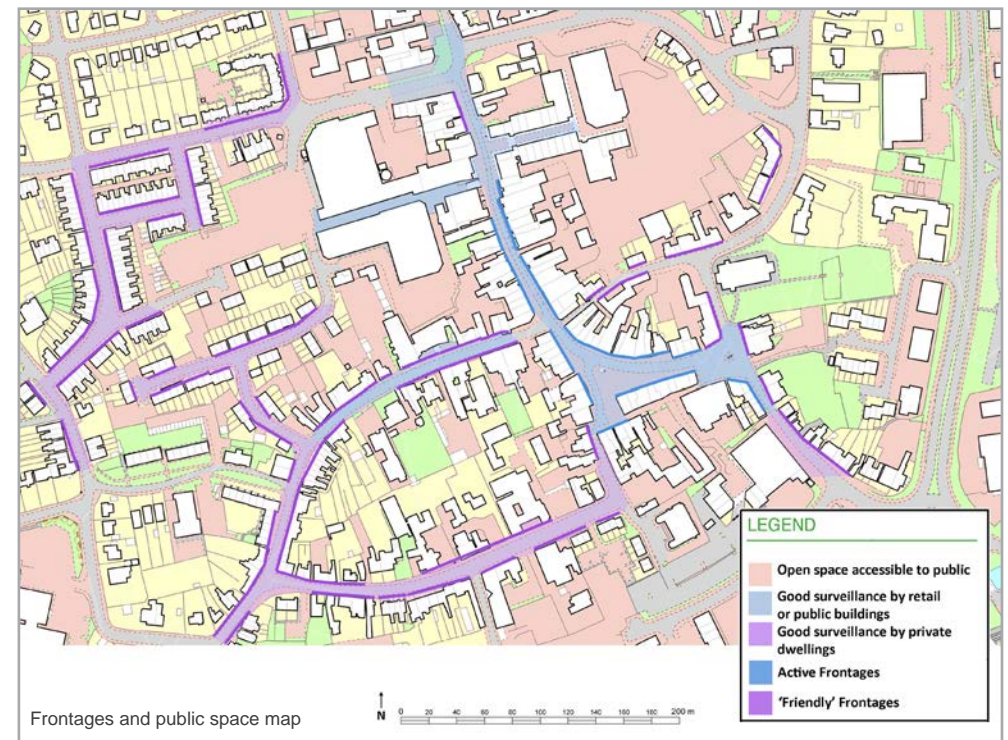 LEGEND
Open space accessible to public
Good surveillance by retail
or public buildings
Good surveillance by private
dwellings
Active Frontages
'Friendly' Frontages
Frontages and public space map
N
0 20 40 60 80 100 120 140 160 180 200 m